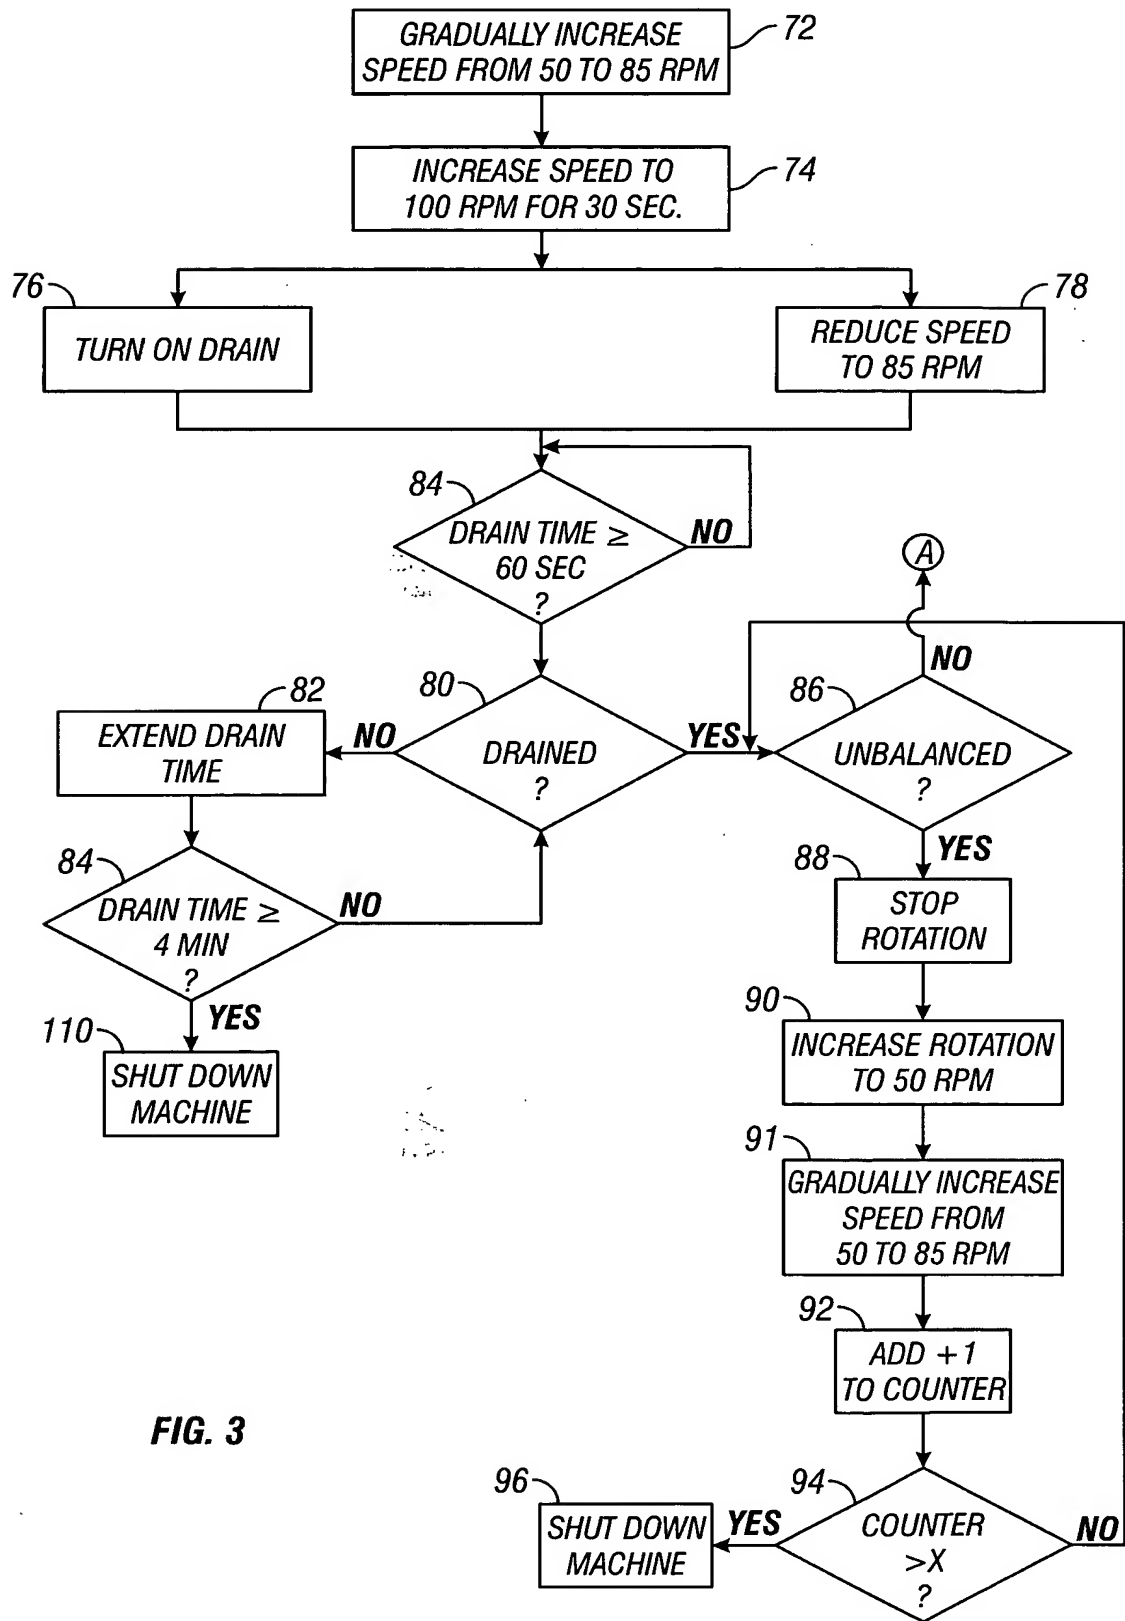 72
GRADUALLY INCREASE
SPEED FROM 50 TO 85 RPM
74
INCREASE SPEED TO
100 RPM FOR 30 SEC.
76
TURN ON DRAIN
78
REDUCE SPEED
TO 85 RPM
84
DRAIN TIME ≥
60 SEC
?
NO
A
82
EXTEND DRAIN
TIME
NO
80
DRAINED
?
YES
86
UNBALANCED
?
NO
YES
84
DRAIN TIME ≥
4 MIN
?
NO
YES
88
STOP
ROTATION
110
SHUT DOWN
MACHINE
90
INCREASE ROTATION
TO 50 RPM
91
GRADUALLY INCREASE
SPEED FROM
50 TO 85 RPM
92
ADD +1
TO COUNTER
FIG. 3
96
SHUT DOWN
MACHINE
YES
94
COUNTER
>X
?
NO